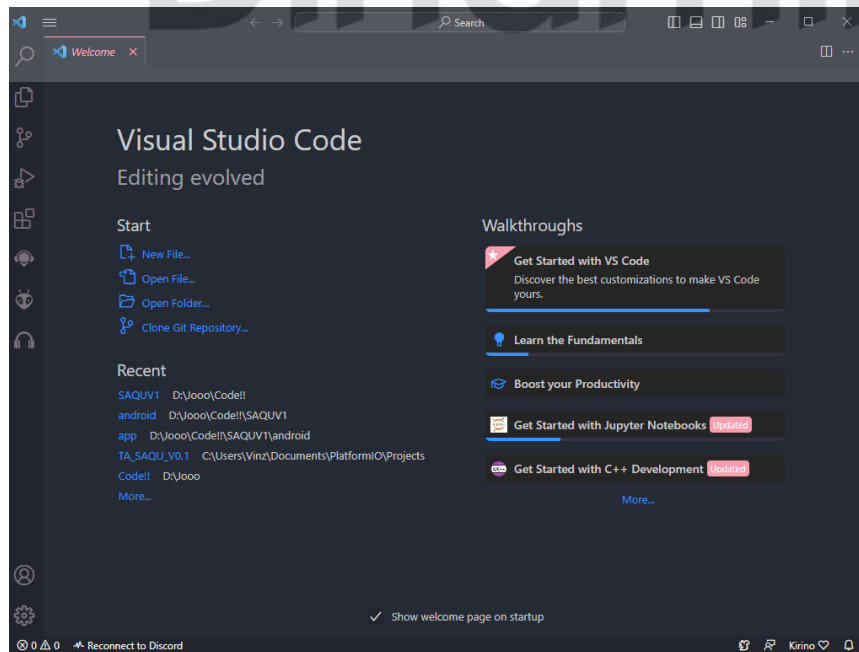 Search
Welcome
Visual Studio Code
Editing evolved
Start
New File...
Open File...
Open Folder...
Clone Git Repository...
Recent
SAQUV1 D:\Jooo\Code!!
android D:\Jooo\Code!!\SAQUV1
app D:\Jooo\Code!!\SAQUV1\android
TA_SAQU_V0.1 C:\Users\Vinz\Documents\PlatformIO\Projects
Code!! D:\Jooo
More...
Walkthroughs
Get Started with VS Code
Discover the best customizations to make VS Code
yours.
Learn the Fundamentals
Boost your Productivity
Get Started with Jupyter Notebooks Updated
Get Started with C++ Development Updated
More...
Show welcome page on startup
0 0 Reconnect to Discord
Kirino♡